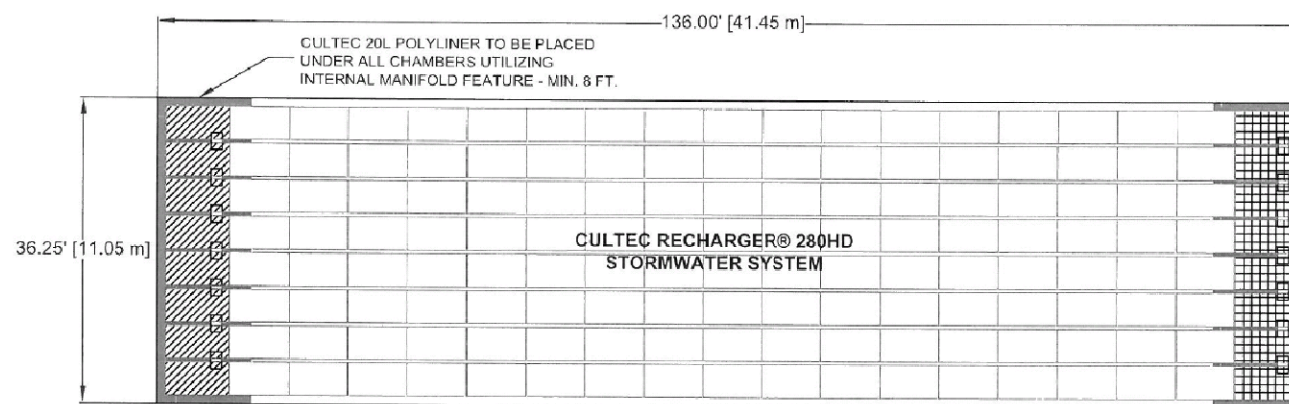 136.00' [41.45 m]
CULTEC 20L POLYLINER TO BE PLACED
UNDER ALL CHAMBERS UTILIZING
INTERNAL MANIFOLD FEATURE - MIN. 8 FT.
36.25' [11.05 m]
CULTEC RECHARGER® 280HD
STORMWATER SYSTEM